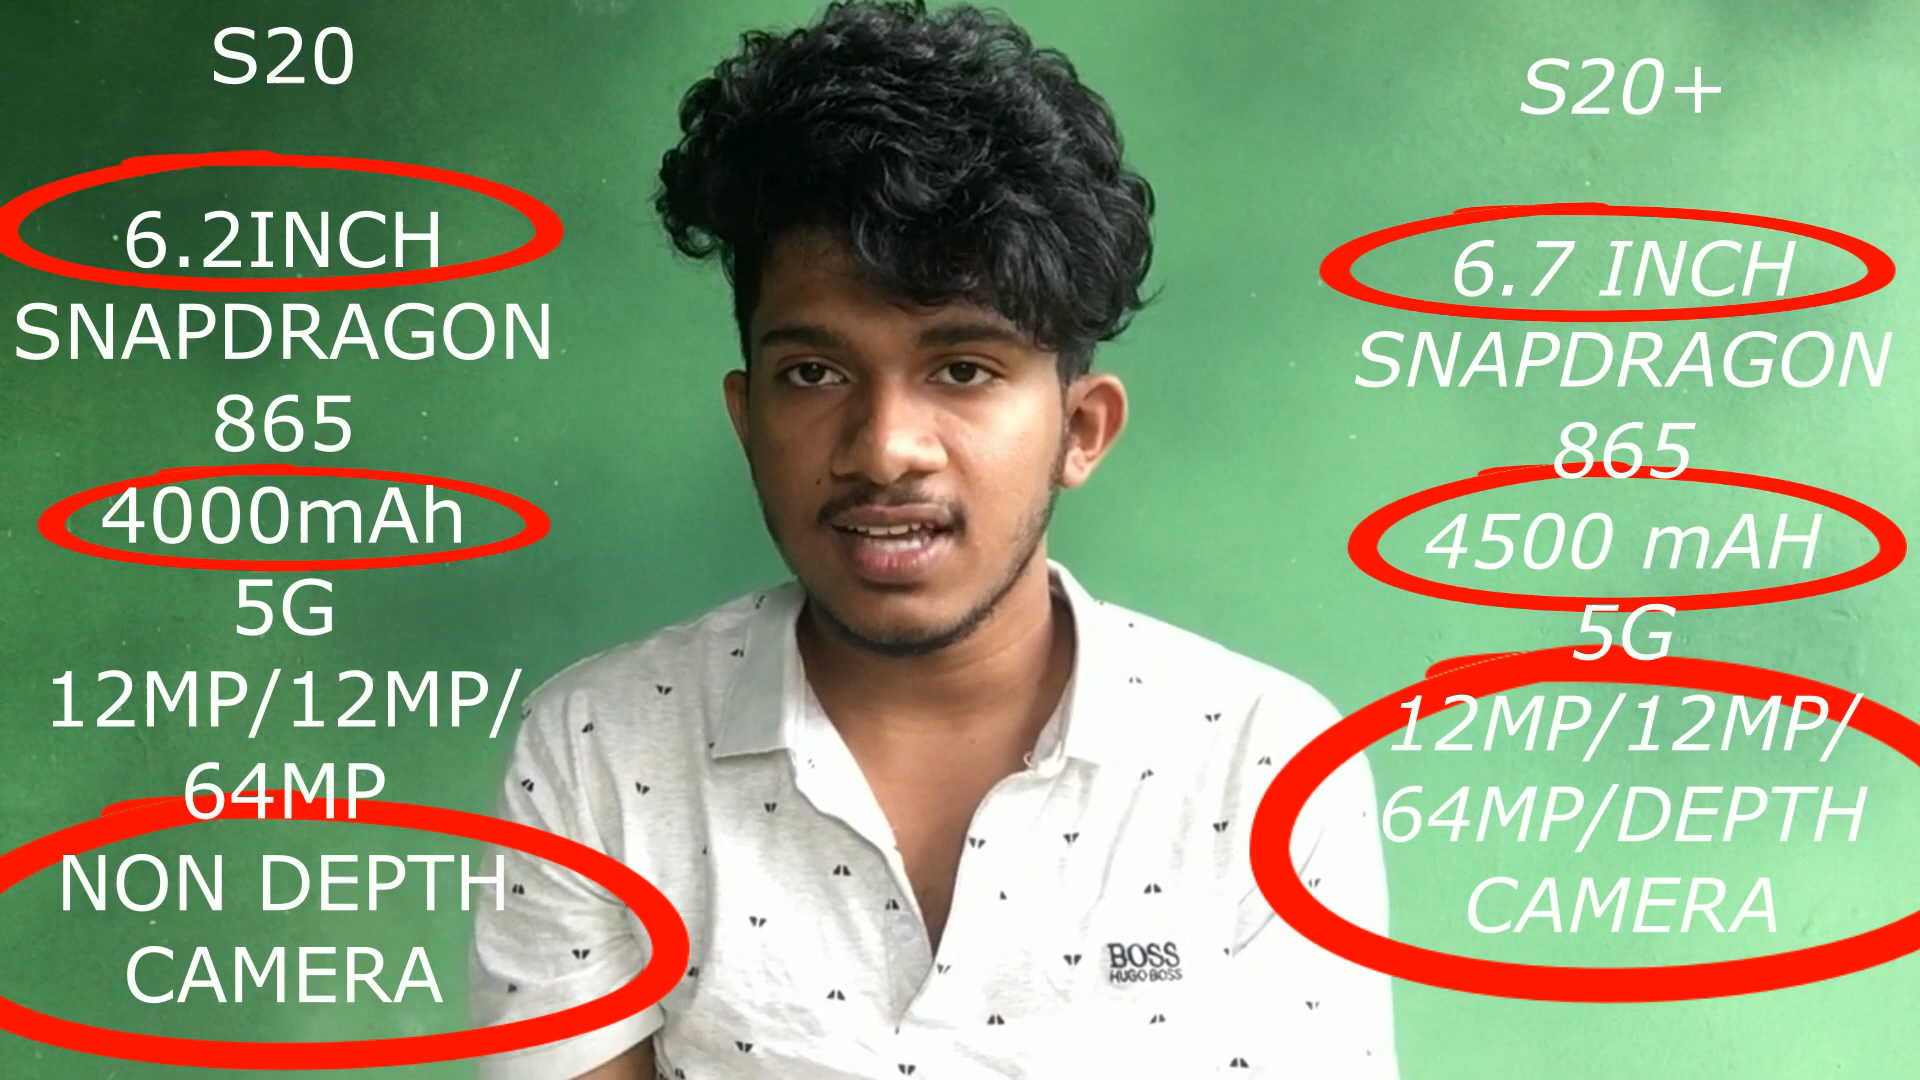 S20
6.2INCH
SNAPDRAGON
865
4000mAh
5G
12MP/12MP/
64MP
NON DEPTH
CAMERA
S20+
6.7 INCH
SNAPDRAGON
865
4500 mAH
5G
12MP/12MP/
64MP/DEPTH
CAMERA
BOSS
HUGO BOSS